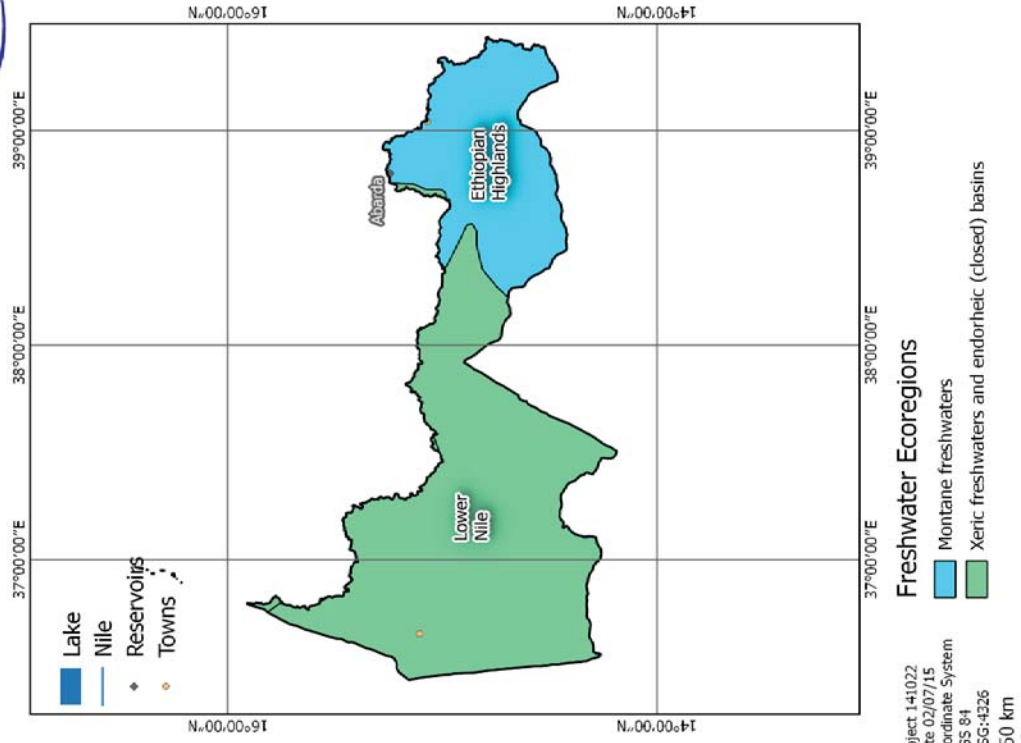 37°00'00"E
38°00'00"E
39°00'00"E
16°00'00"N
16°00'00"N
14°00'00"N
14°00'00"N
Lake
Nile
Reservoirs
Towns
Abarda
Ethiopian
Highlands
Lower
Nile
37°00'00"E
38°00'00"E
39°00'00"E
Freshwater Ecoregions
Montane freshwaters
Xeric freshwaters and endorheic (closed) basins
oject 141022
te 02/07/15
ordinate System
SG:4326
50 km